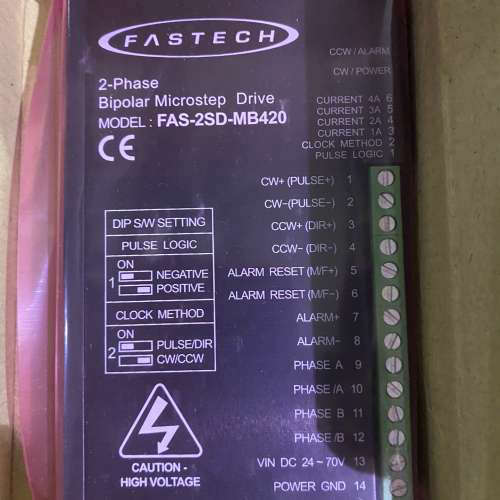 FASTECH
2-Phase
Bipolar Microstep Drive
MODEL : FAS-2SD-MB420
CE
CCW / ALARM
CW / POWER
CURRENT 4A 6
CURRENT 3A 5
CURRENT 2A 4
CURRENT 1A 3
CLOCK METHOD 2
PULSE LOGIC 1
CW+ (PULSE+) 1
CW-(PULSE-) 2
CCW+ (DIR+) 3
CCW- (DIR-) 4
ALARM RESET (M/F+) 5
ALARM RESET (M/F-) 6
ALARM+ 7
ALARM- 8
PHASE A 9
PHASE /A 10
PHASE B 11
PHASE /B 12
VIN DC 24~70V 13
POWER GND 14
DIP S/W SETTING
PULSE LOGIC
ON
1 NEGATIVE
POSITIVE
CLOCK METHOD
ON
2 PULSE/DIR
CW/CCW
CAUTION -
HIGH VOLTAGE